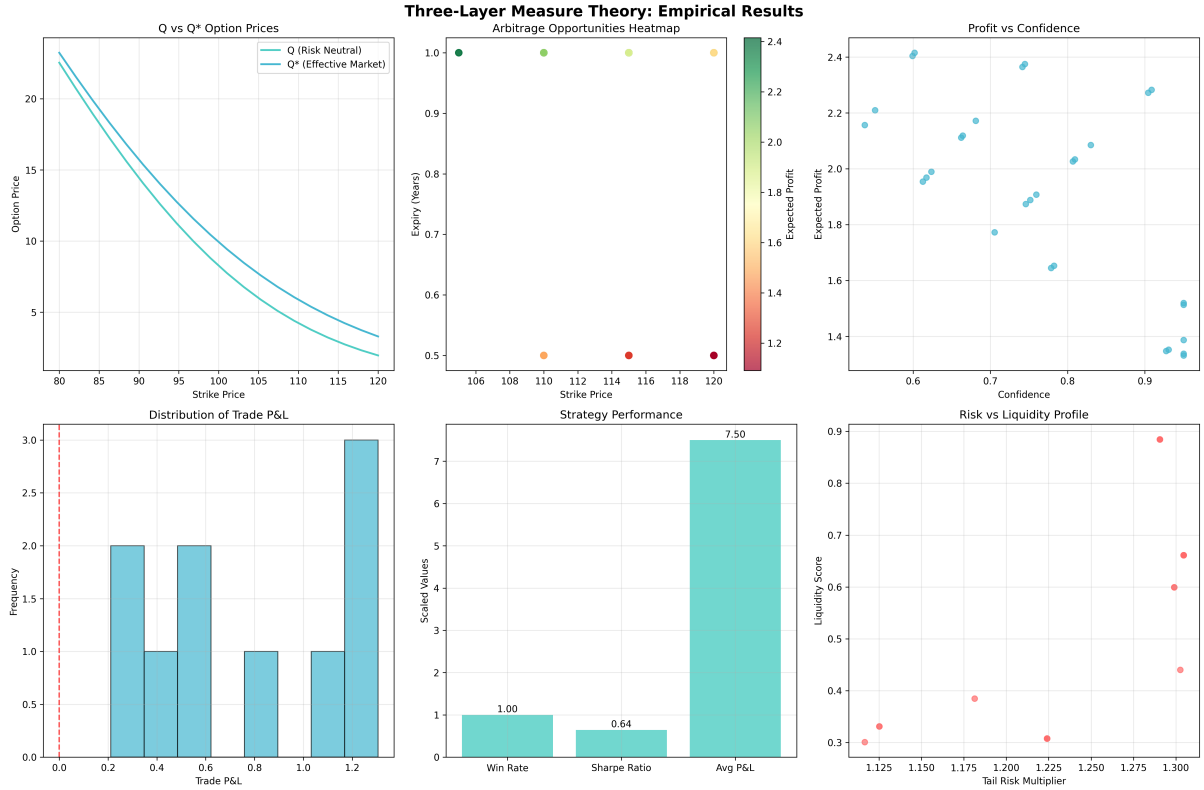 Three-Layer Measure Theory: Empirical Results
Q vs Q* Option Prices
Q (Risk Neutral)
Q* (Effective Market)
Option Price
20
15
10
5
80 85 90 95 100 105 110 115 120
Strike Price
Arbitrage Opportunities Heatmap
Expiry (Years)
1.0
0.9
0.8
0.7
0.6
0.5
106 108 110 112 114 116 118 120
Strike Price
2.4
2.2
2.0
1.8
1.6
1.4
1.2
Expected Profit
Profit vs Confidence
Expected Profit
2.4
2.2
2.0
1.8
1.6
1.4
0.6 0.7 0.8 0.9
Confidence
Distribution of Trade P&L
Frequency
3.0
2.5
2.0
1.5
1.0
0.5
0.0
0.0 0.2 0.4 0.6 0.8 1.0 1.2
Trade P&L
Strategy Performance
Scaled Values
7
6
5
4
3
2
1
0
1.00
0.64
7.50
Win Rate Sharpe Ratio Avg P&L
Risk vs Liquidity Profile
Liquidity Score
0.9
0.8
0.7
0.6
0.5
0.4
0.3
1.125 1.150 1.175 1.200 1.225 1.250 1.275 1.300
Tail Risk Multiplier